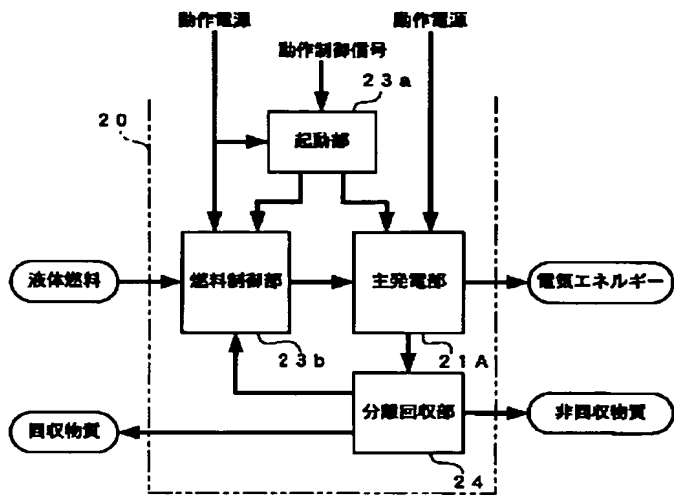 動作電源
動作電源
動作制御信号
23a
20
起動部
液体燃料
燃料制御部
主発電部
電気エネルギー
23b
21A
分離回収部
回収物質
非回収物質
24